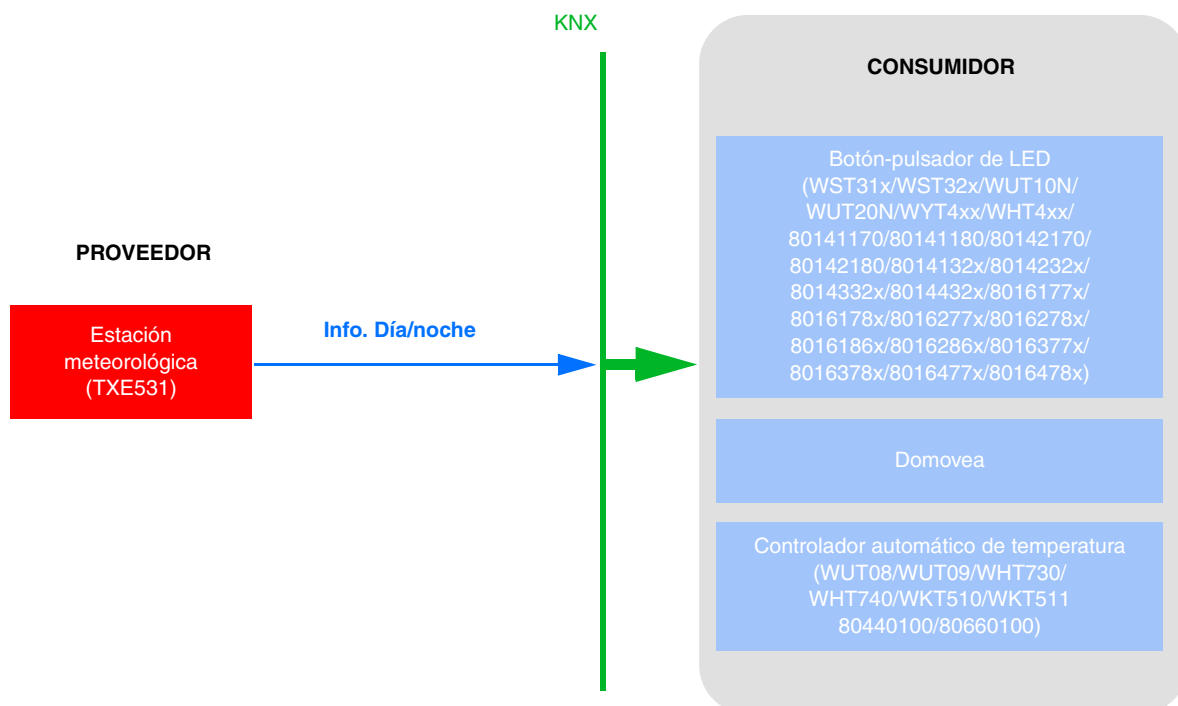 KNX
PROVEEDOR
Estación
meteorológica
(TXE531)
Info. Día/noche
CONSUMIDOR
Botón-pulsador de LED
(WST31x/WST32x/WUT10N/
WUT20N/WYT4xx/WHT4xx/
80141170/80141180/80142170/
80142180/8014132x/8014232x/
8014332x/8014432x/8016177x/
8016178x/8016277x/8016278x/
8016186x/8016286x/8016377x/
8016378x/8016477x/8016478x)
Domovea
Controlador automático de temperatura
(WUT08/WUT09/WHT730/
WHT740/WKT510/WKT511
80440100/80660100)